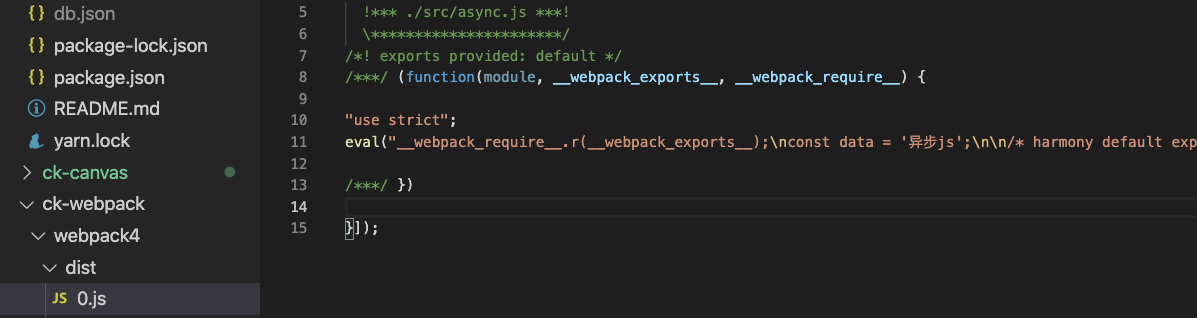 {} db.json
{} package-lock.json
{} package.json
README.md
yarn.lock
ck-canvas
ck-webpack
webpack4
dist
JS 0.js
5 !*** ./src/async.js ***!
6 \**********************/
7 /*! exports provided: default */
8 /***/ (function(module, __webpack_exports__, __webpack_require__) {
9
10 "use strict";
11 eval("__webpack_require__.r(__webpack_exports__);\nconst data = '异步js';\n\n/* harmony default exp
12
13 /***/ })
14
15 }]);